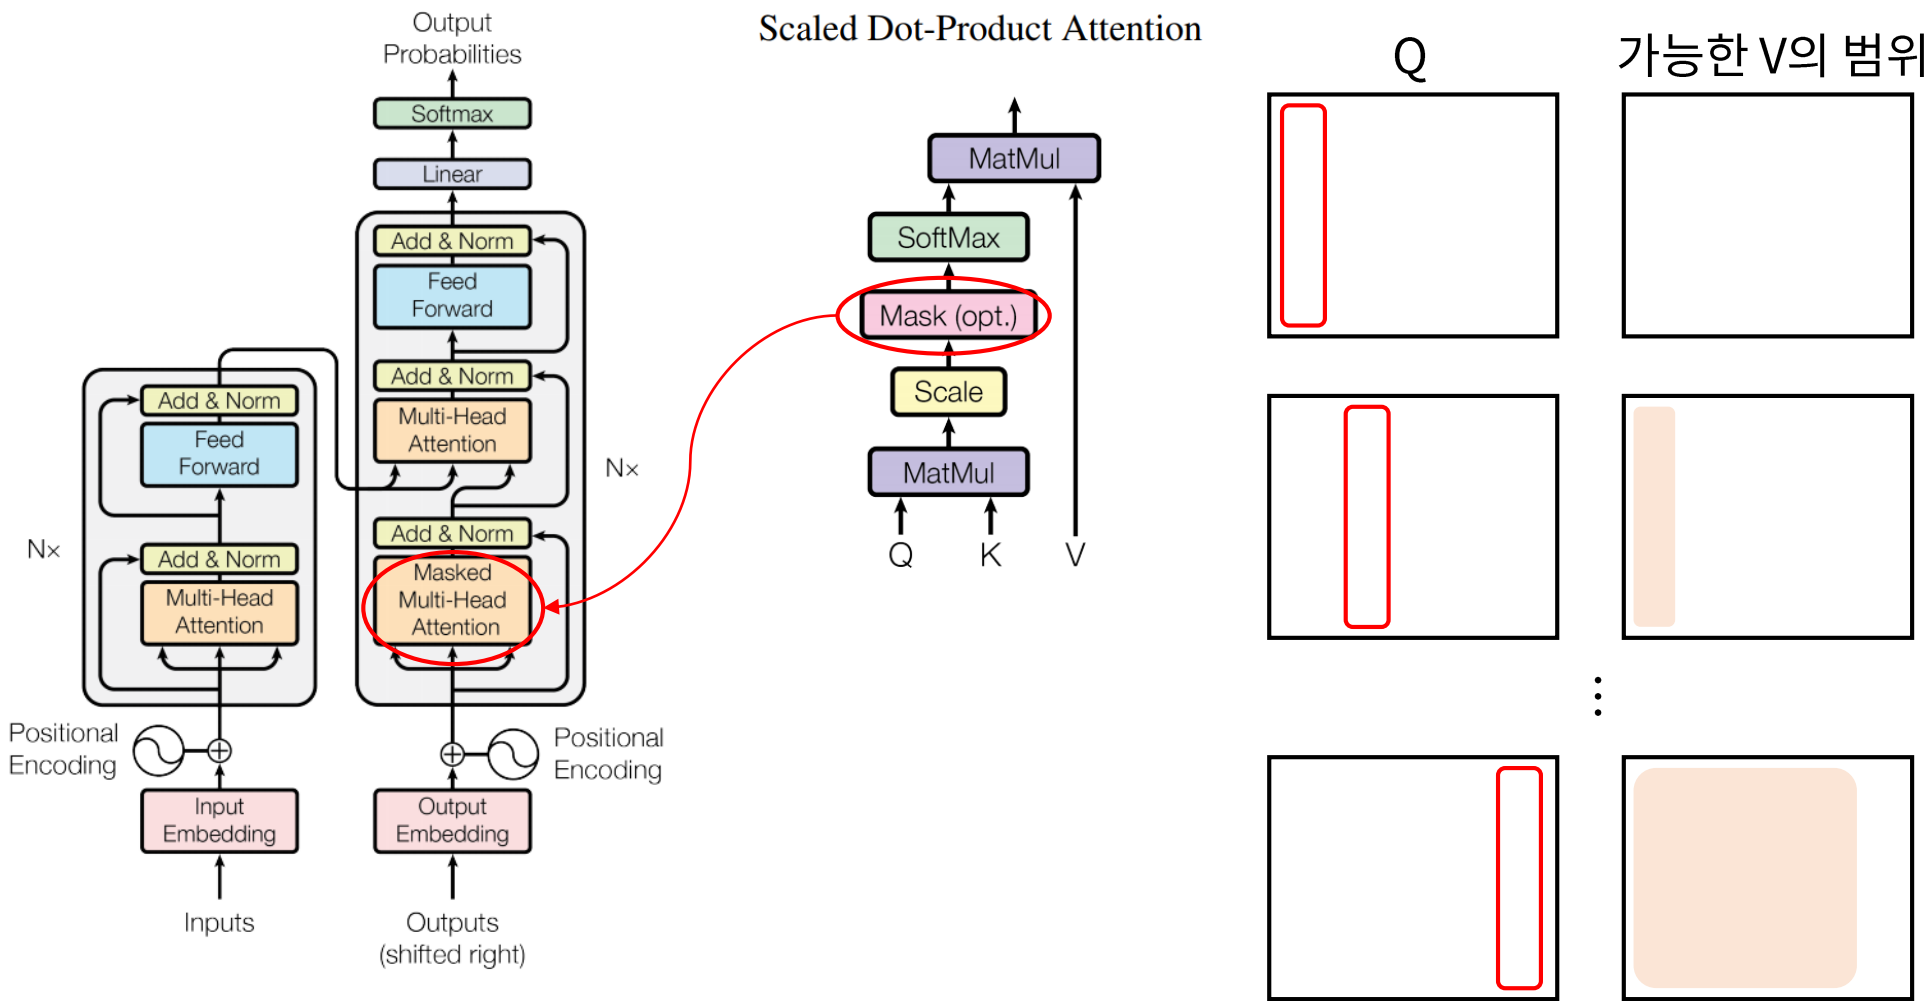 Output
Probabilities
Softmax
Linear
Add & Norm
Feed
Forward
Add & Norm
Multi-Head
Attention
Add & Norm
Masked
Multi-Head
Attention
N×
Positional
Encoding
Output
Embedding
Outputs
(shifted right)
Add & Norm
Feed
Forward
Add & Norm
Multi-Head
Attention
Nx
Positional
Encoding
Input
Embedding
Inputs
Scaled Dot-Product Attention
MatMul
SoftMax
Mask (opt.)
Scale
MatMul
Q K V
Q
가능한 V의 범위